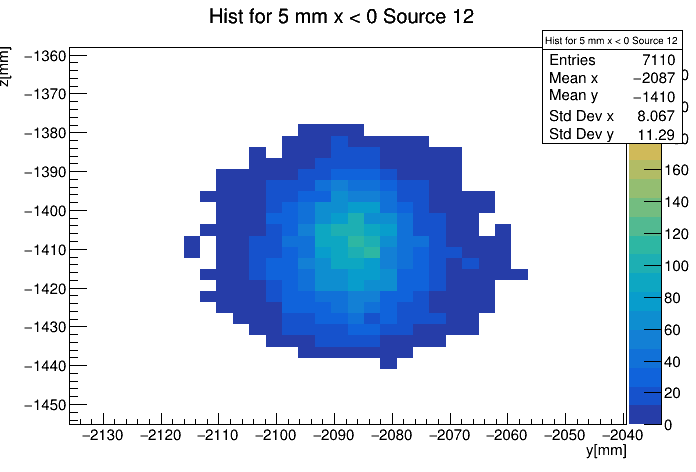 Hist for 5 mm x < 0 Source 12
Hist for 5 mm x < 0 Source 12
Entries 7110
Mean x −2087
Mean y −1410
Std Dev x 8.067
Std Dev y 11.29
z[mm]
−1360
−1370
−1380
−1390
−1400
−1410
−1420
−1430
−1440
−1450
160
140
120
100
80
60
40
20
0
−2130 −2120 −2110 −2100 −2090 −2080 −2070 −2060 −2050 −2040
y[mm]